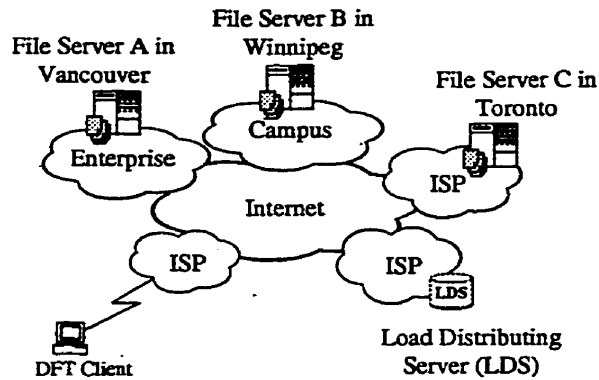 File Server B in
Winnipeg
File Server A in
Vancouver
File Server C in
Toronto
Campus
Enterprise
ISP
Internet
ISP
ISP
LDS
Load Distributing
Server (LDS)
DFT Client